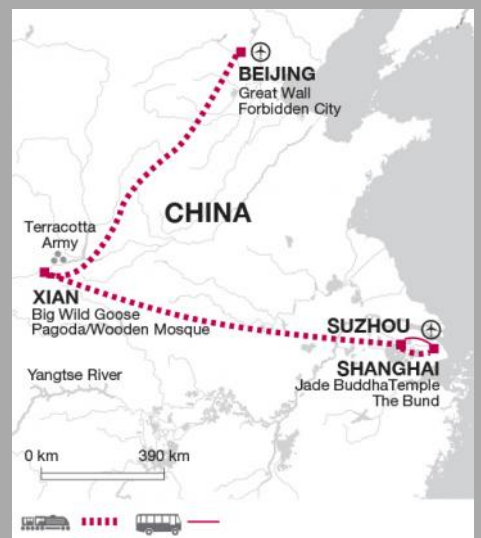 BEIJING
Great Wall
Forbidden City
CHINA
Terracotta
Army
XIAN
Big Wild Goose
Pagoda/Wooden Mosque
SUZHOU
SHANGHAI
Jade BuddhaTemple
The Bund
Yangtse River
0 km 390 km